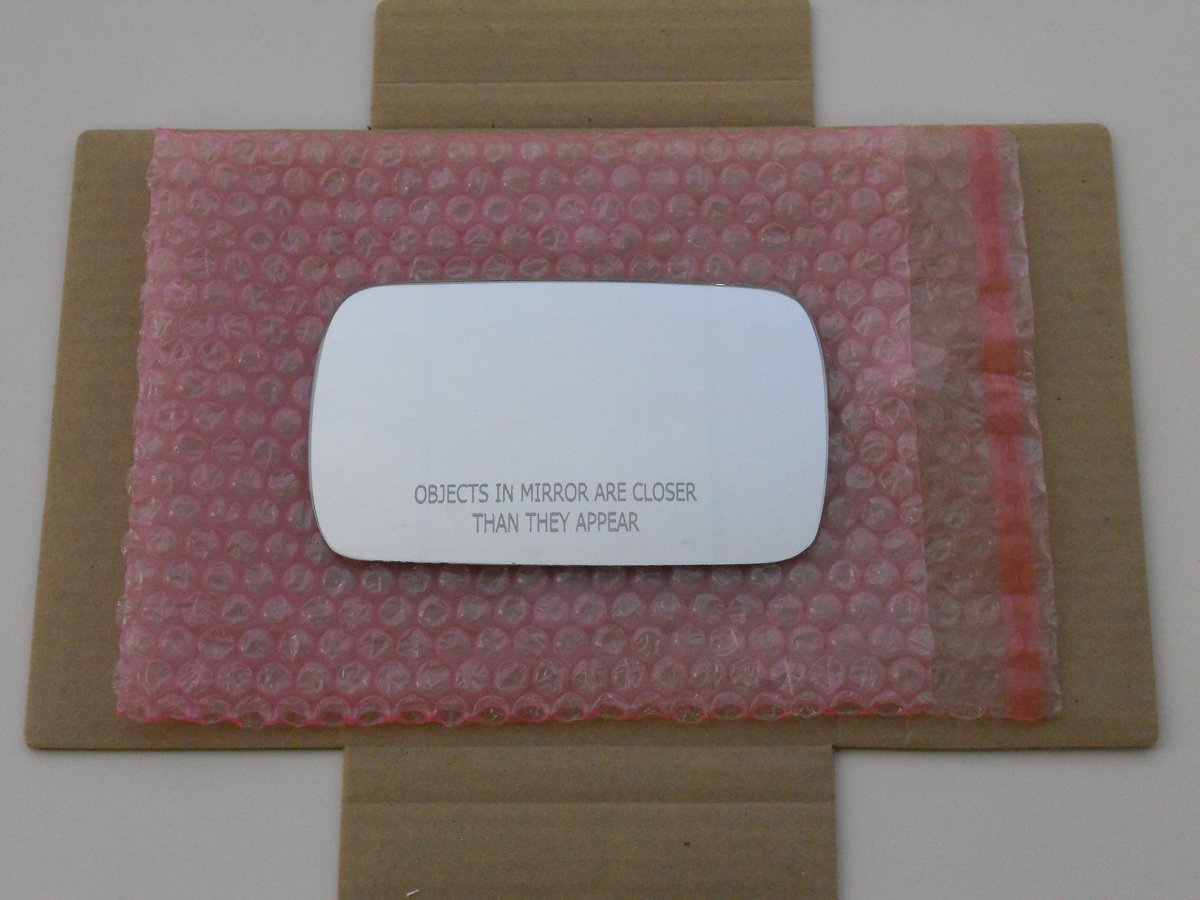 OBJECTS IN MIRROR ARE CLOSER
THAN THEY APPEAR